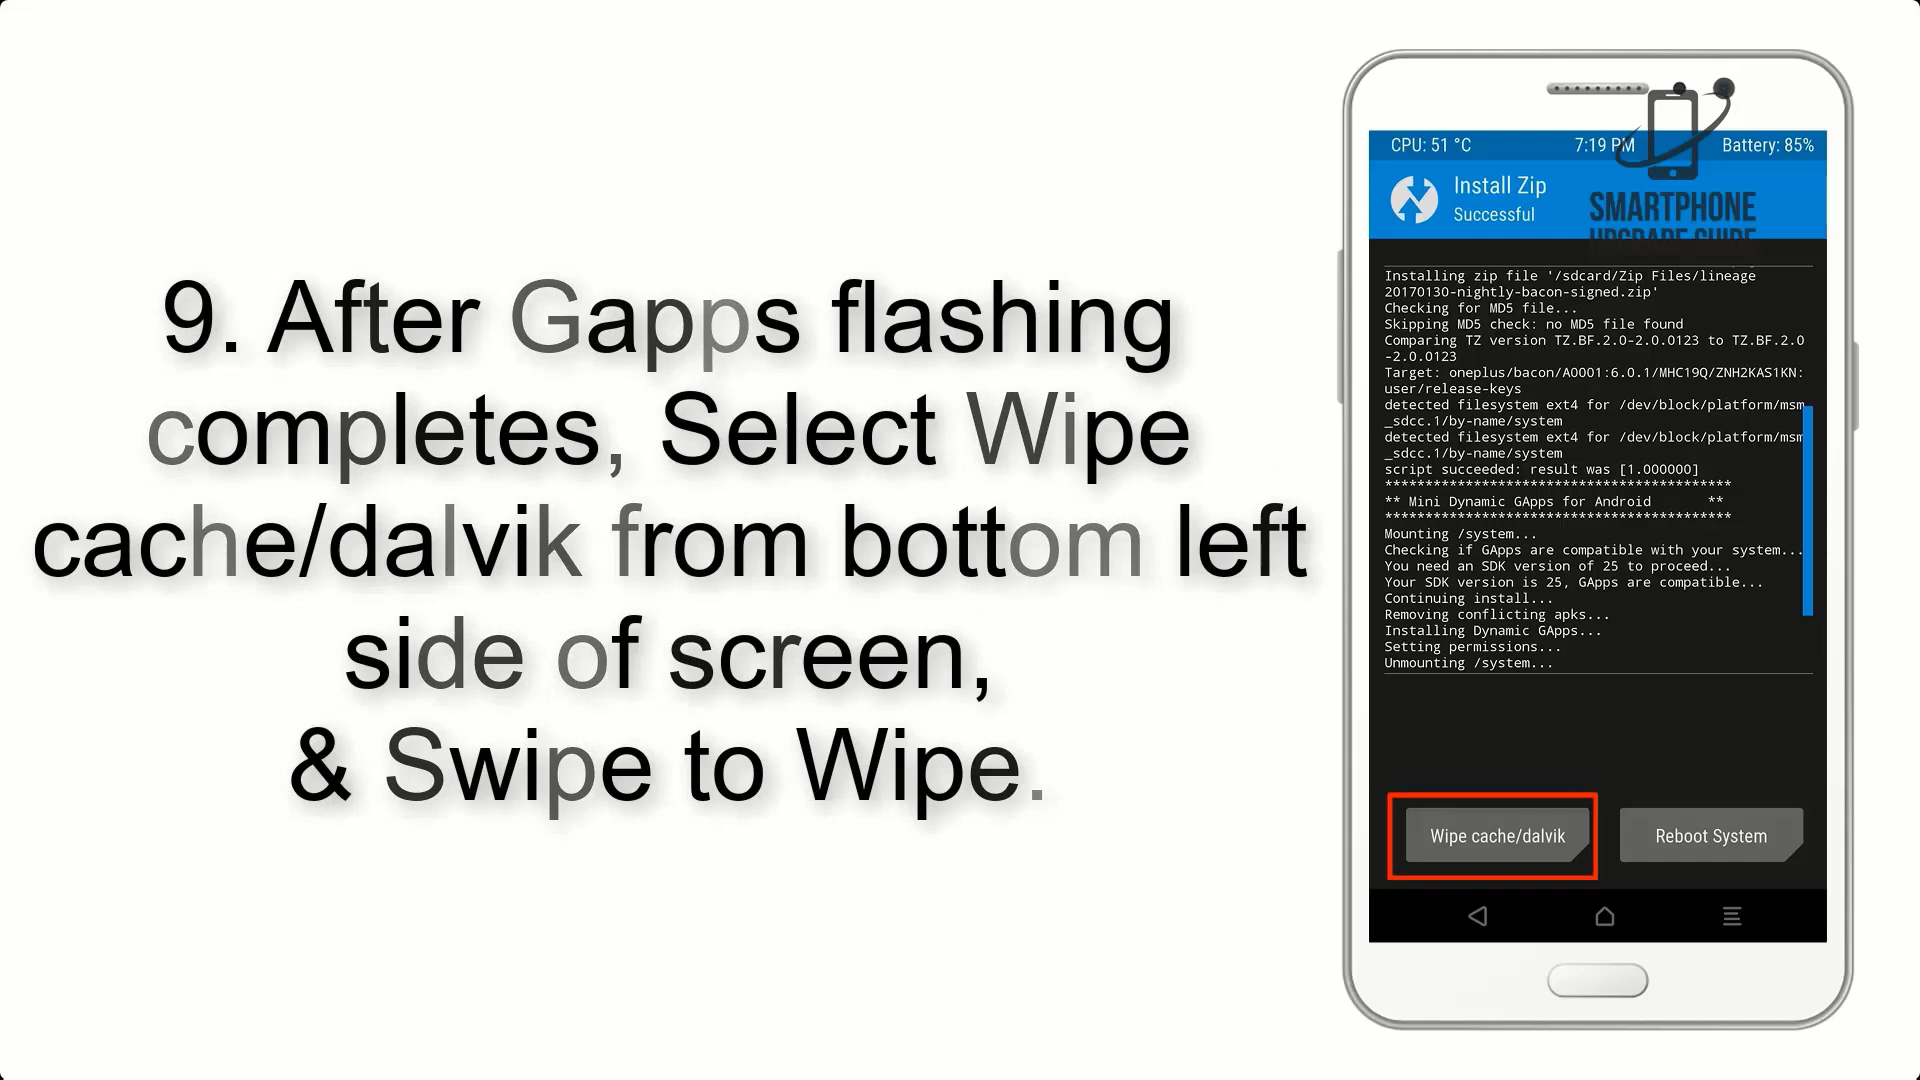 9. After Gapps flashing
completes, Select Wipe
cache/dalvik from bottom left
side of screen,
& Swipe to Wipe.
CPU: 51 °C 7:19 PM Battery: 85%
Install Zip
Successful
SMARTPHONE
UPGRADE GUIDE
Installing zip file '/sdcard/Zip Files/lineage
20170130-nightly-bacon-signed.zip'
Checking for MD5 file...
Skipping MD5 check: no MD5 file found
Comparing TZ version TZ.BF.2.0-2.0.0123 to TZ.BF.2.0
-2.0.0123
Target: oneplus/bacon/A0001:6.0.1/MHC19Q/ZNH2KAS1KN:
user/release-keys
detected filesystem ext4 for /dev/block/platform/msm
_sdcc.1/by-name/system
detected filesystem ext4 for /dev/block/platform/msm
_sdcc.1/by-name/system
script succeeded: result was [1.000000]
*******************************************
** Mini Dynamic GApps for Android **
*******************************************
Mounting /system...
Checking if GApps are compatible with your system...
You need an SDK version of 25 to proceed...
Your SDK version is 25, GApps are compatible...
Continuing install...
Removing conflicting apks...
Installing Dynamic GApps...
Setting permissions...
Unmounting /system...
Wipe cache/dalvik
Reboot System